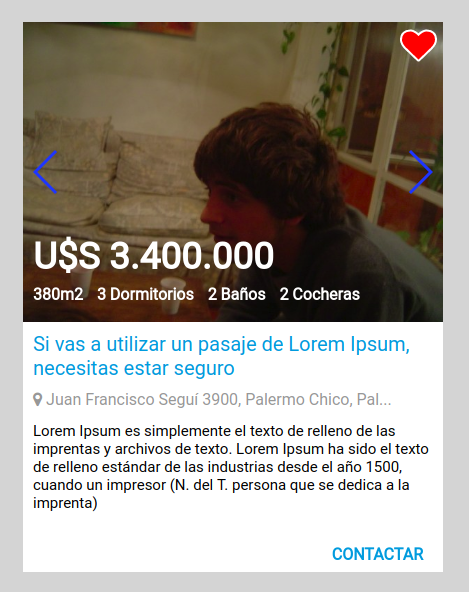 U$S 3.400.000
380m2 3 Dormitorios 2 Baños 2 Cocheras
Si vas a utilizar un pasaje de Lorem Ipsum,
necesitas estar seguro
Juan Francisco Seguí 3900, Palermo Chico, Pal...
Lorem Ipsum es simplemente el texto de relleno de las
imprentas y archivos de texto. Lorem Ipsum ha sido el texto
de relleno estándar de las industrias desde el año 1500,
cuando un impresor (N. del T. persona que se dedica a la
imprenta)
CONTACTAR